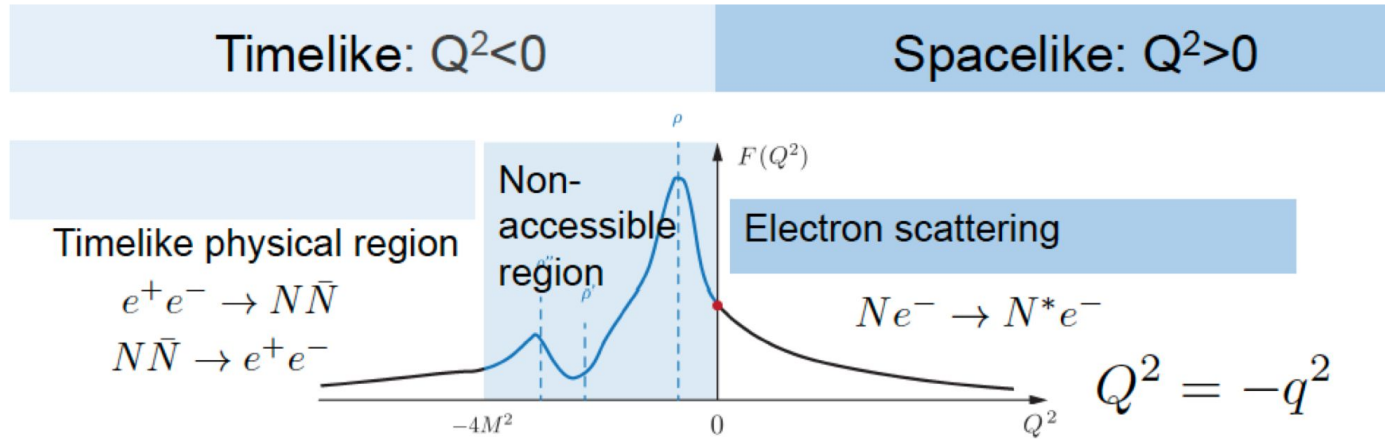 Timelike: Q²<0
Spacelike: Q²>0
ρ
F(Q²)
Non-
accessible
region
Electron scattering
Timelike physical region
ρ''
ρ'
e⁺e⁻ → NN̄
Ne⁻ → N*e⁻
NN̄ → e⁺e⁻
Q² = −q²
−4M²
0
Q²